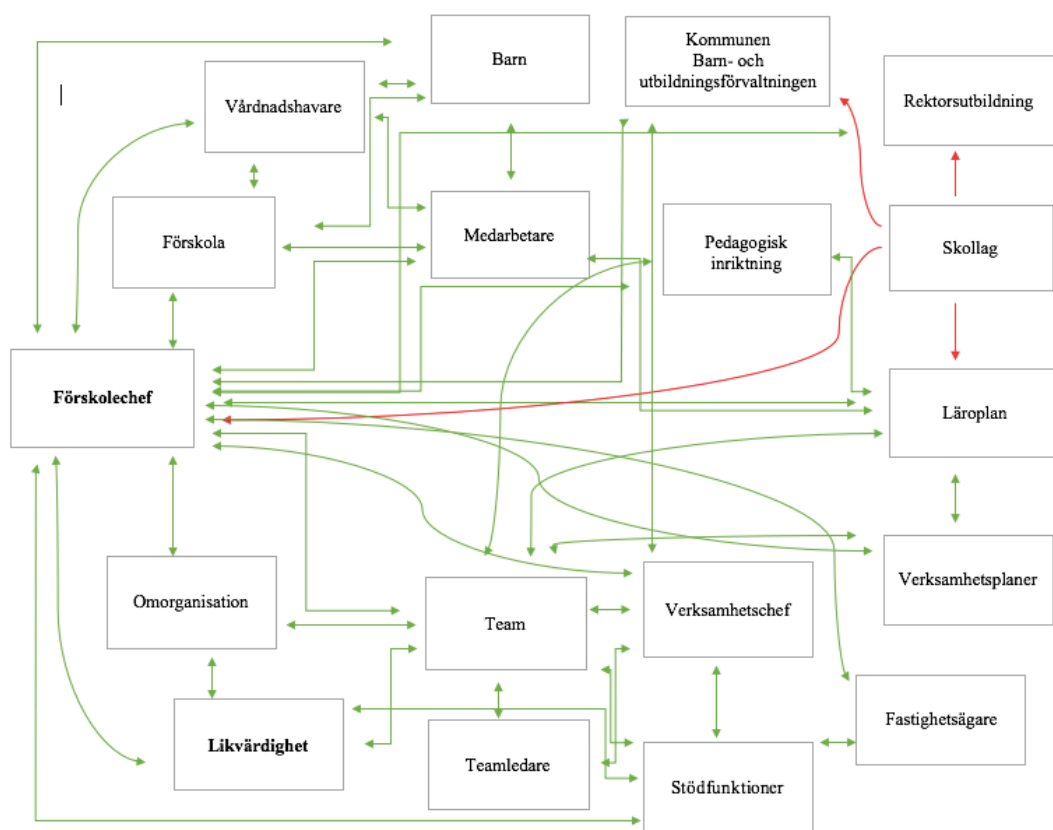 Barn
Kommunen
Barn- och
utbildningsförvaltningen
Vårdnadshavare
Rektorsutbildning
Förskola
Medarbetare
Pedagogisk
inriktning
Skollag
Förskolechef
Läroplan
Omorganisation
Team
Verksamhetschef
Verksamhetsplaner
Likvärdighet
Teamledare
Stödfunktioner
Fastighetsägare